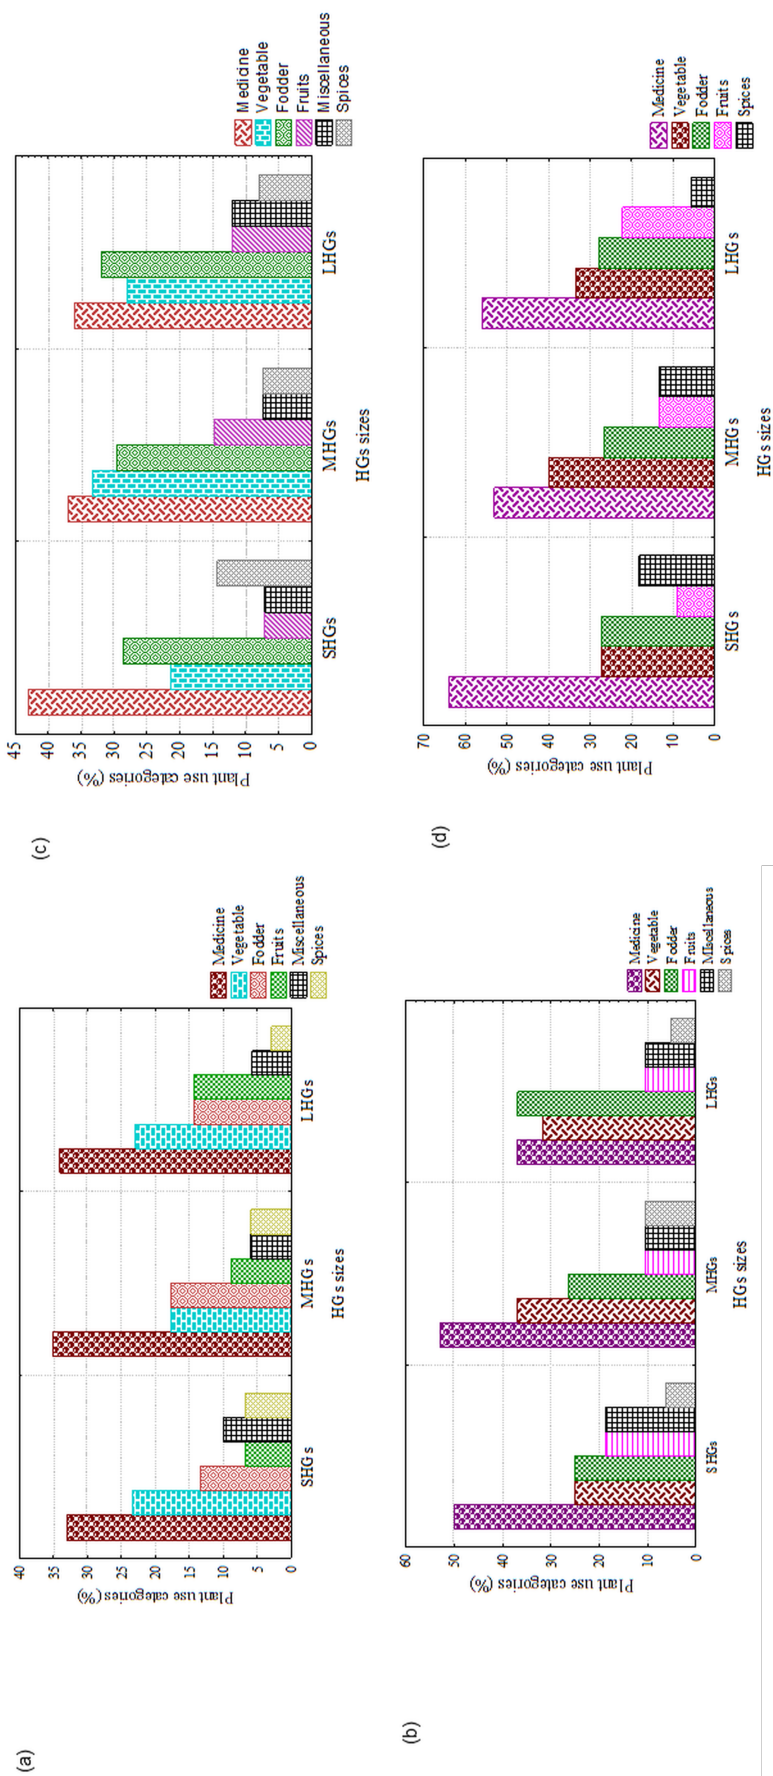 (a)
Plant use categories (%)
40
35
30
25
20
15
10
5
0
SHGs
MHGs
LHGs
HGs sizes
Medicine
Vegetable
Fodder
Fruits
Miscellaneous
Spices
(c)
Plant use categories (%)
45
40
35
30
25
20
15
10
5
0
SHGs
MHGs
LHGs
HGs sizes
Medicine
Vegetable
Fodder
Fruits
Miscellaneous
Spices
(b)
Plant use categories (%)
60
50
40
30
20
10
0
SHGs
MHGs
LHGs
HGs sizes
Medicine
Vegetable
Fodder
Fruits
MIscellaneous
Spices
(d)
Plant use categories (%)
70
60
50
40
30
20
10
0
SHGs
MHGs
LHGs
HGs sizes
Medicine
Vegetable
Fodder
Fruits
Spices